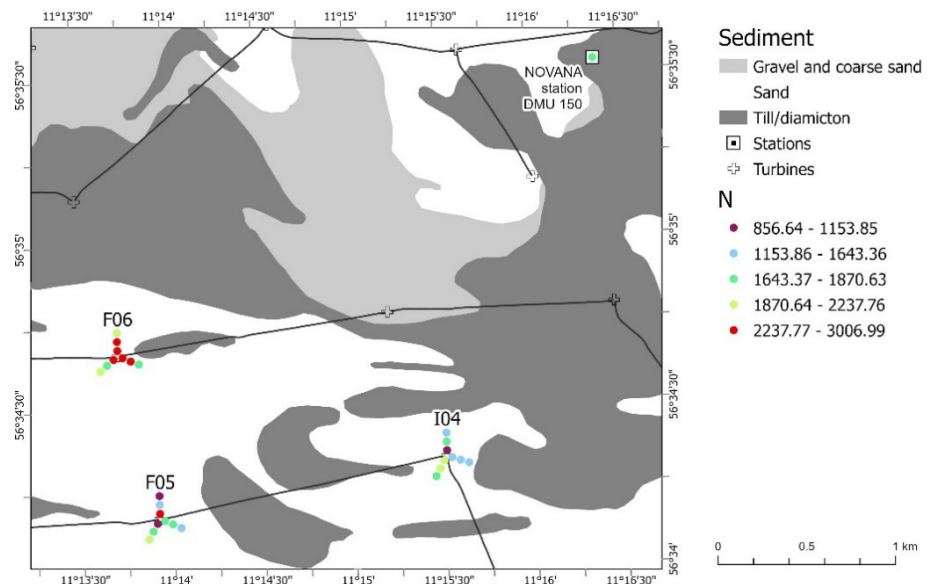 11°13'30" 11°14' 11°14'30" 11°15' 11°15'30" 11°16' 11°16'30"
56°35'30"
56°35'
56°34'30"
NOVANA
station
DMU 150
F06
I04
F05
56°35'30"
56°35'
56°34'30"
56°34'
11°13'30" 11°14' 11°14'30" 11°15' 11°15'30" 11°16' 11°16'30"
Sediment
Gravel and coarse sand
Sand
Till/diamicton
Stations
Turbines
N
856.64 - 1153.85
1153.86 - 1643.36
1643.37 - 1870.63
1870.64 - 2237.76
2237.77 - 3006.99
0 0.5 1 km